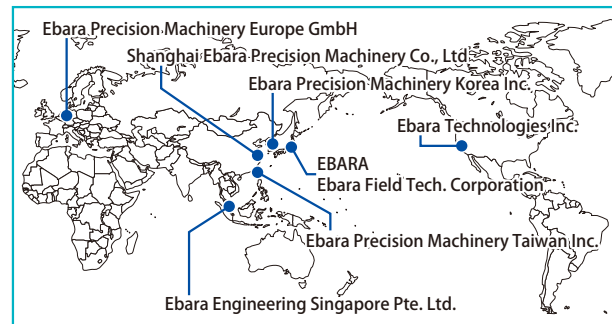 Ebara Precision Machinery Europe GmbH
Shanghai Ebara Precision Machinery Co., Ltd.
Ebara Precision Machinery Korea Inc.
Ebara Technologies Inc.
EBARA
Ebara Field Tech. Corporation
Ebara Precision Machinery Taiwan Inc.
Ebara Engineering Singapore Pte. Ltd.